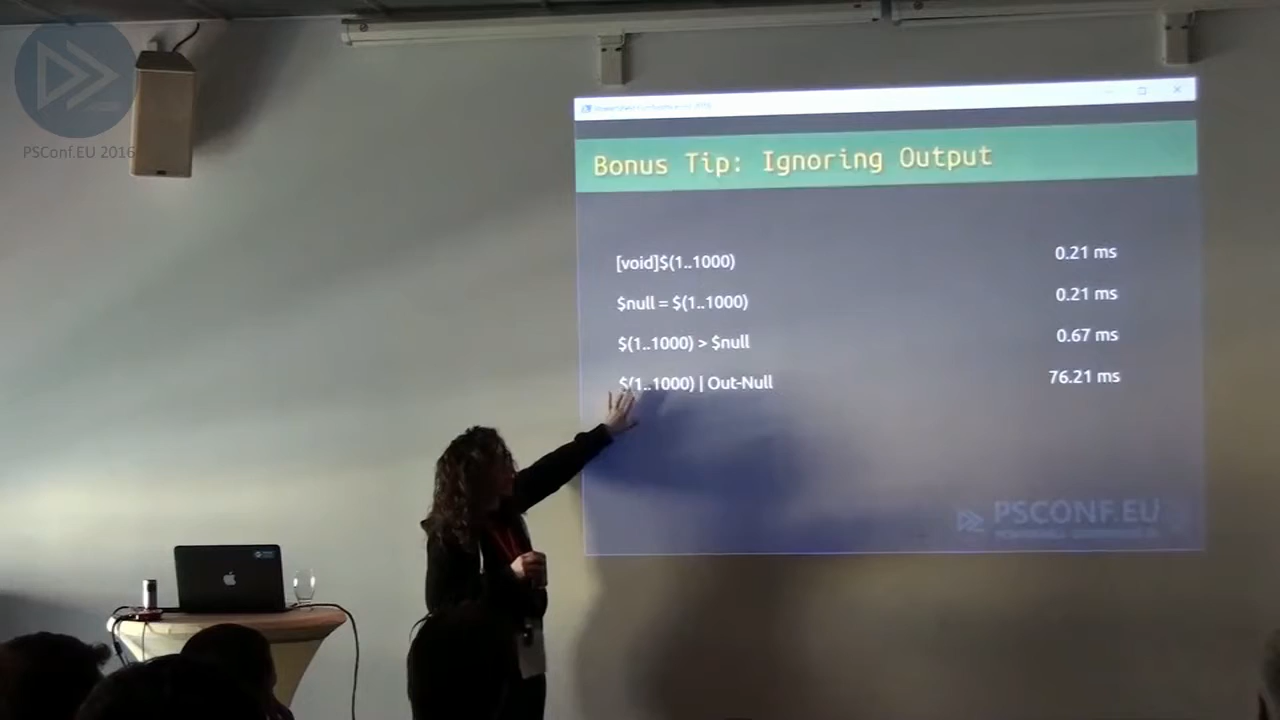 PSConf.EU 2016
Bonus Tip: Ignoring Output
[void]$(1..1000) 0.21 ms
$null = $(1..1000) 0.21 ms
$(1..1000) > $null 0.67 ms
$(1..1000) | Out-Null 76.21 ms
PSCONF.EU